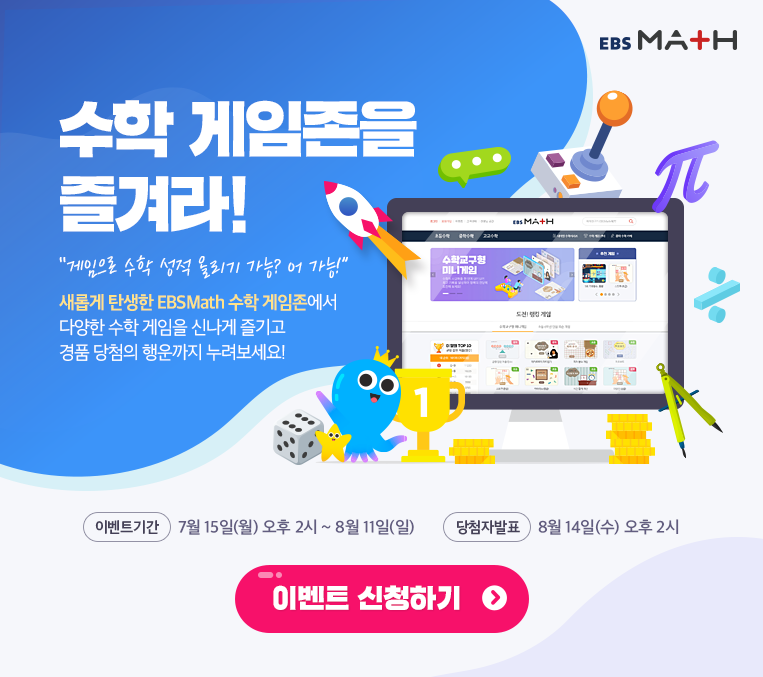 EBS MATH
수학 게임존을
즐겨라!
"게임으로 수학 성적 올리기 가능? 어 가능!"
새롭게 탄생한 EBSMath 수학 게임존에서
다양한 수학 게임을 신나게 즐기고
경품 당첨의 행운까지 누려보세요!
EBS MATH
초등수학 중학수학 고교수학
수학교구형
미니게임
도전! 랭킹 게임
1
이벤트기간 7월 15일(월) 오후 2시 ~ 8월 11일(일) 당첨자발표 8월 14일(수) 오후 2시
이벤트 신청하기